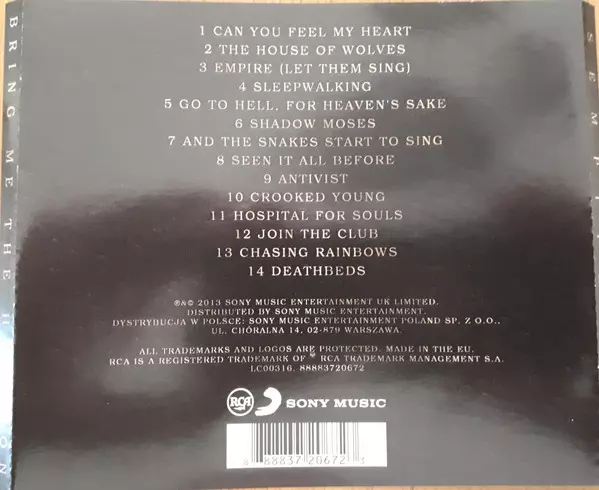 1 CAN YOU FEEL MY HEART
2 THE HOUSE OF WOLVES
3 EMPIRE (LET THEM SING)
4 SLEEPWALKING
5 GO TO HELL, FOR HEAVEN'S SAKE
6 SHADOW MOSES
7 AND THE SNAKES START TO SING
8 SEEN IT ALL BEFORE
9 ANTIVIST
10 CROOKED YOUNG
11 HOSPITAL FOR SOULS
12 JOIN THE CLUB
13 CHASING RAINBOWS
14 DEATHBEDS
℗&© 2013 SONY MUSIC ENTERTAINMENT UK LIMITED.
DISTRIBUTED BY SONY MUSIC ENTERTAINMENT.
DYSTRYBUCJA W POLSCE: SONY MUSIC ENTERTAINMENT POLAND SP. Z O.O.,
UL. CHÓRALNA 14, 02-879 WARSZAWA.
ALL TRADEMARKS AND LOGOS ARE PROTECTED. MADE IN THE EU.
RCA IS A REGISTERED TRADEMARK OF ® RCA TRADEMARK MANAGEMENT S.A.
LC00316. 88883720672
RCA SONY MUSIC
8 88837 20672 3
BRING ME THE
SEMPI